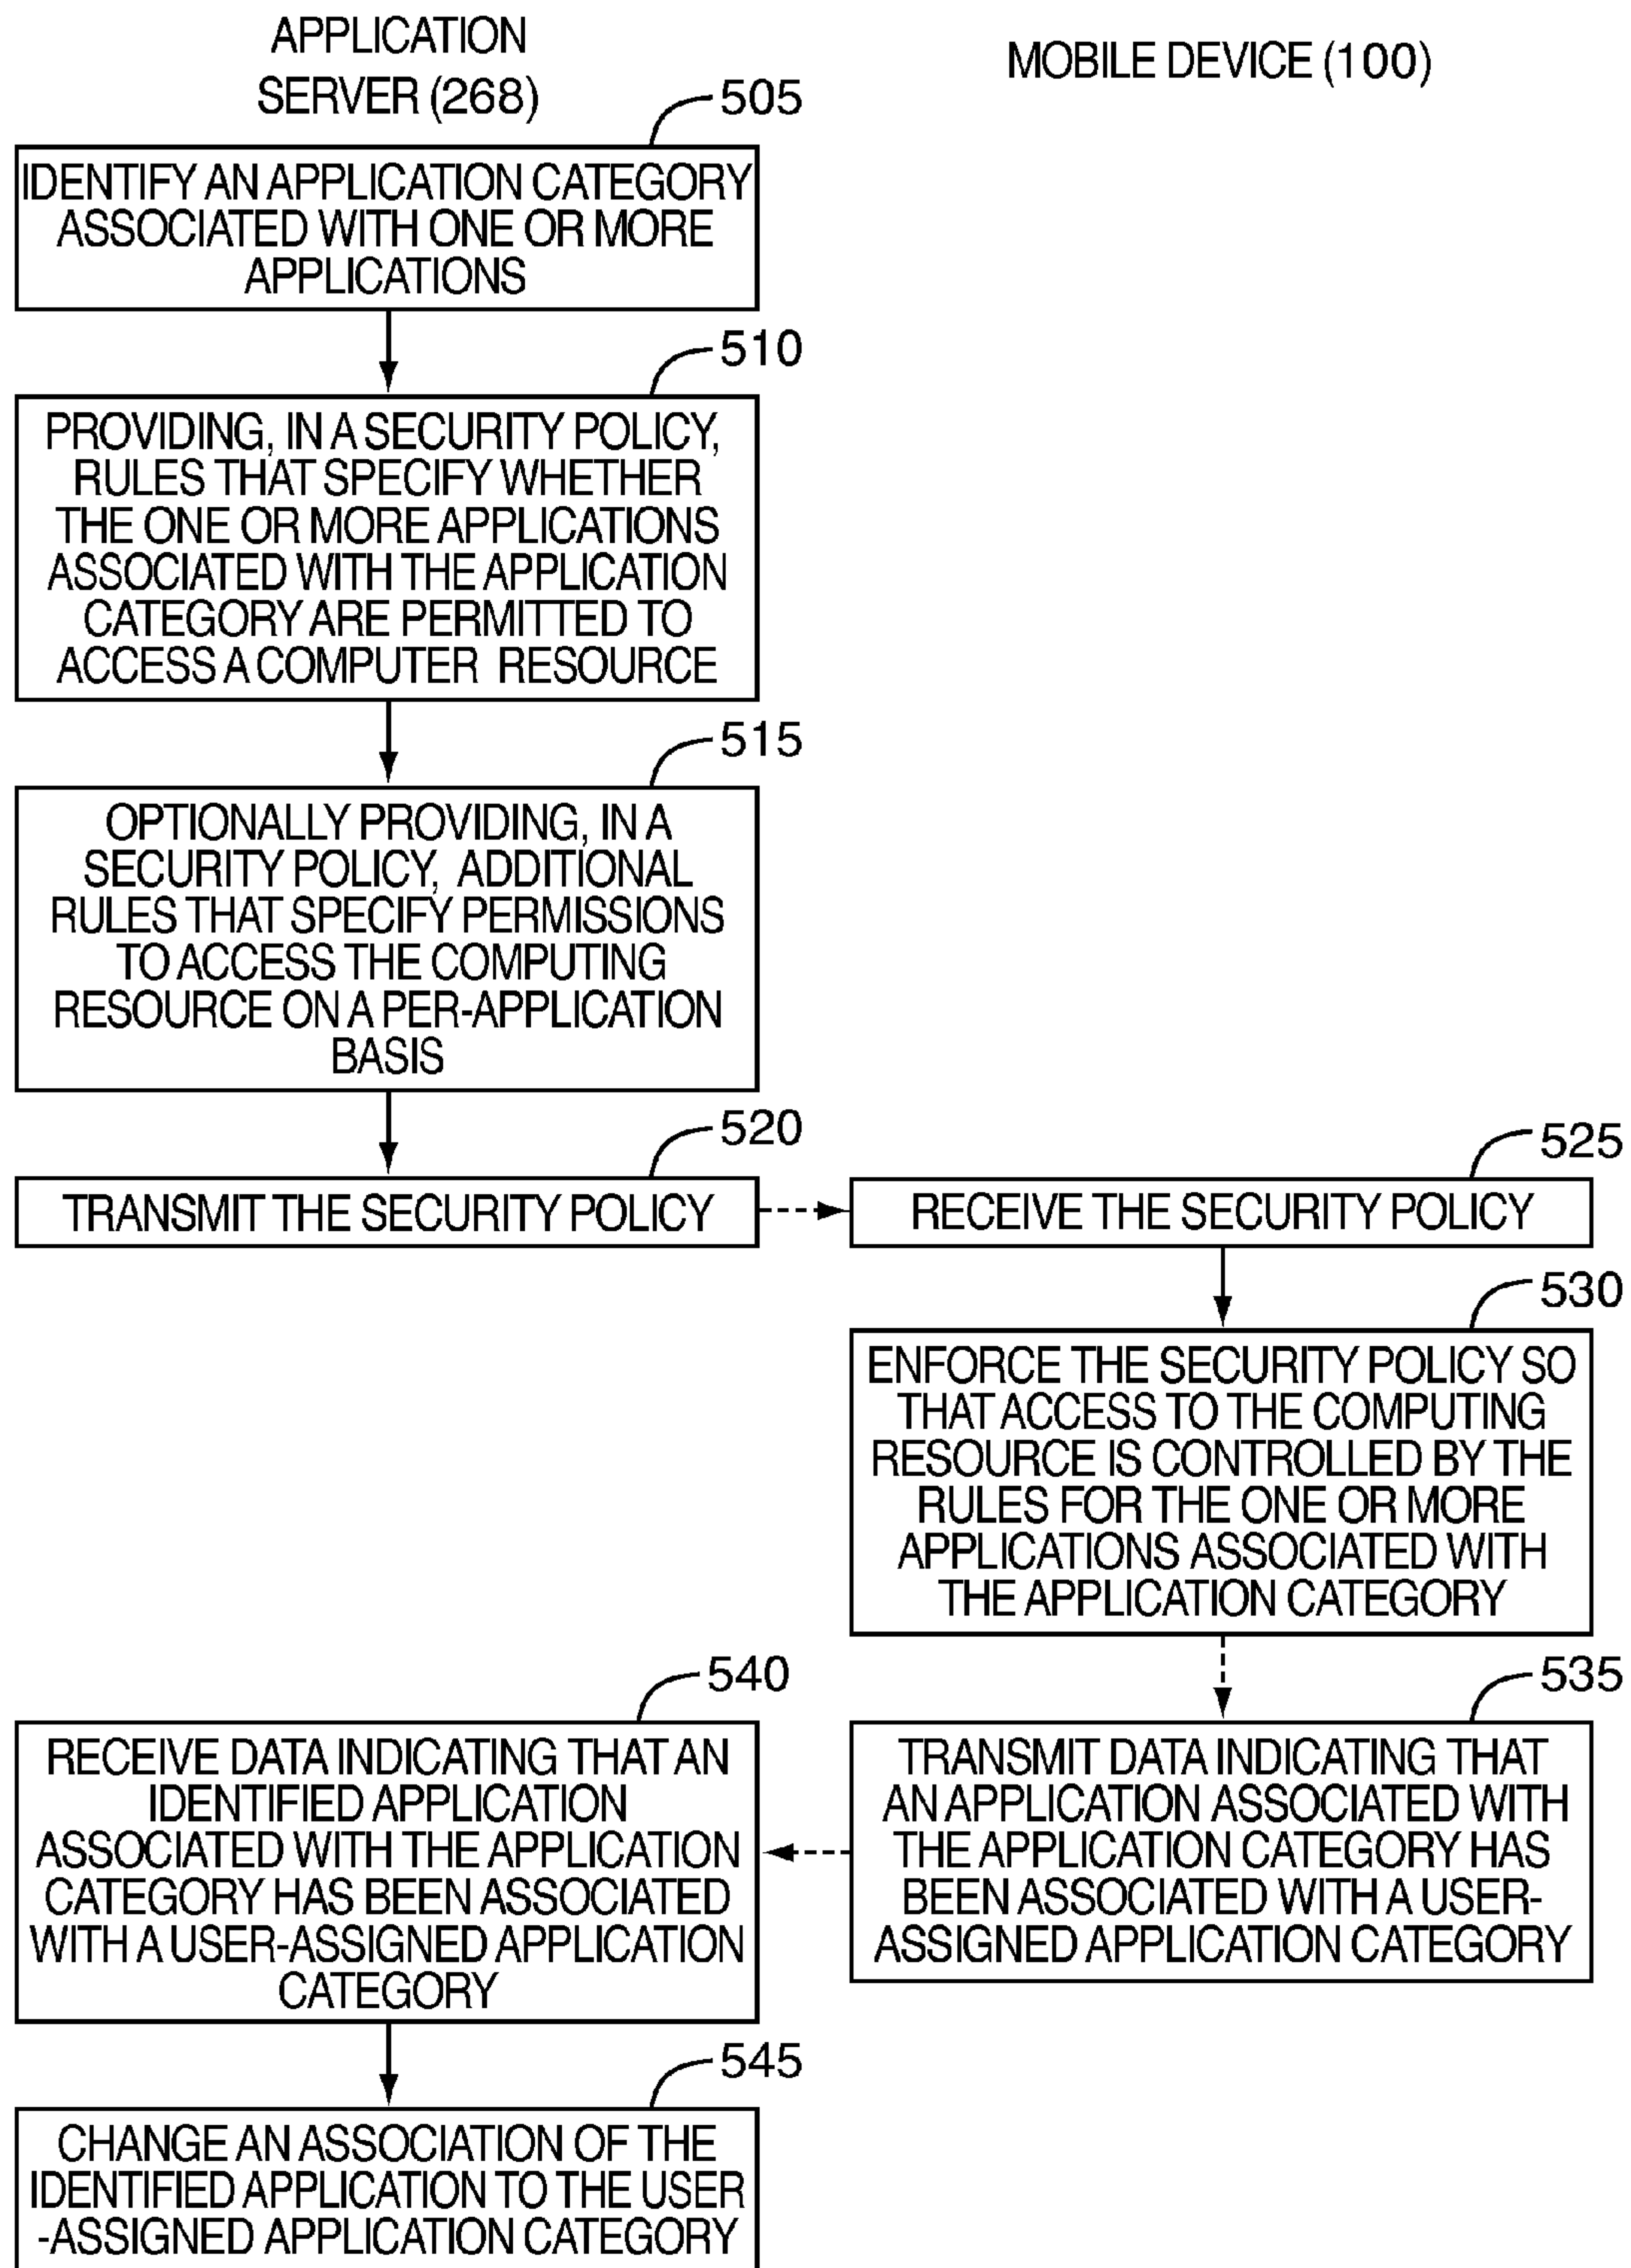 APPLICATION
SERVER (268)
MOBILE DEVICE (100)
505
IDENTIFY AN APPLICATION CATEGORY
ASSOCIATED WITH ONE OR MORE
APPLICATIONS
510
PROVIDING, IN A SECURITY POLICY,
RULES THAT SPECIFY WHETHER
THE ONE OR MORE APPLICATIONS
ASSOCIATED WITH THE APPLICATION
CATEGORY ARE PERMITTED TO
ACCESS A COMPUTER RESOURCE
515
OPTIONALLY PROVIDING, IN A
SECURITY POLICY, ADDITIONAL
RULES THAT SPECIFY PERMISSIONS
TO ACCESS THE COMPUTING
RESOURCE ON A PER-APPLICATION
BASIS
520
TRANSMIT THE SECURITY POLICY
525
RECEIVE THE SECURITY POLICY
530
ENFORCE THE SECURITY POLICY SO
THAT ACCESS TO THE COMPUTING
RESOURCE IS CONTROLLED BY THE
RULES FOR THE ONE OR MORE
APPLICATIONS ASSOCIATED WITH
THE APPLICATION CATEGORY
535
TRANSMIT DATA INDICATING THAT
AN APPLICATION ASSOCIATED WITH
THE APPLICATION CATEGORY HAS
BEEN ASSOCIATED WITH A USER-
ASSIGNED APPLICATION CATEGORY
540
RECEIVE DATA INDICATING THAT AN
IDENTIFIED APPLICATION
ASSOCIATED WITH THE APPLICATION
CATEGORY HAS BEEN ASSOCIATED
WITH A USER-ASSIGNED APPLICATION
CATEGORY
545
CHANGE AN ASSOCIATION OF THE
IDENTIFIED APPLICATION TO THE USER
-ASSIGNED APPLICATION CATEGORY